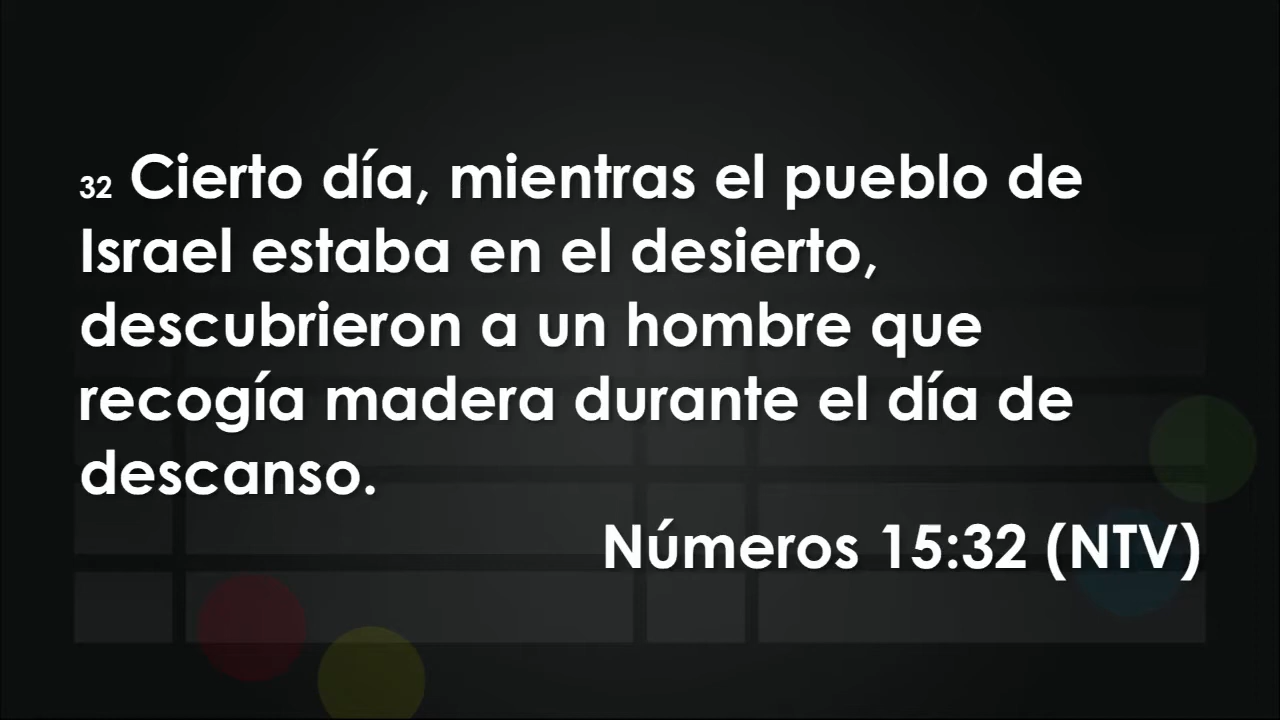 32 Cierto día, mientras el pueblo de
Israel estaba en el desierto,
descubrieron a un hombre que
recogía madera durante el día de
descanso.
Números 15:32 (NTV)